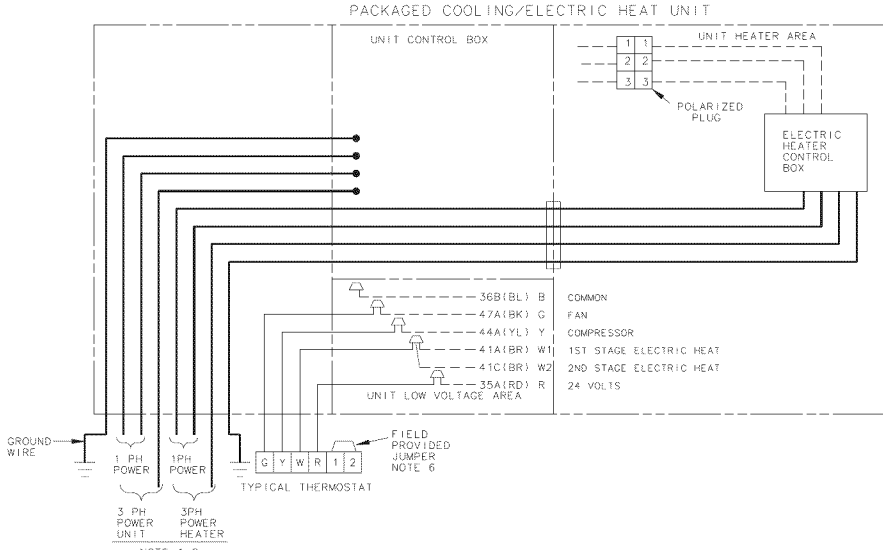 PACKAGED COOLING/ELECTRIC HEAT UNIT
UNIT CONTROL BOX
UNIT HEATER AREA
1 1
2 2
3 3
POLARIZED
PLUG
ELECTRIC
HEATER
CONTROL
BOX
36B(BL) B COMMON
47A(BK) G FAN
44A(YL) Y COMPRESSOR
41A(BR) W1 1ST STAGE ELECTRIC HEAT
41C(BR) W2 2ND STAGE ELECTRIC HEAT
35A(RD) R 24 VOLTS
UNIT LOW VOLTAGE AREA
GROUND
WIRE
1 PH
POWER
1PH
POWER
G Y W R 1 2
FIELD
PROVIDED
JUMPER
NOTE 6
TYPICAL THERMOSTAT
3 PH
POWER
UNIT
3PH
POWER
HEATER